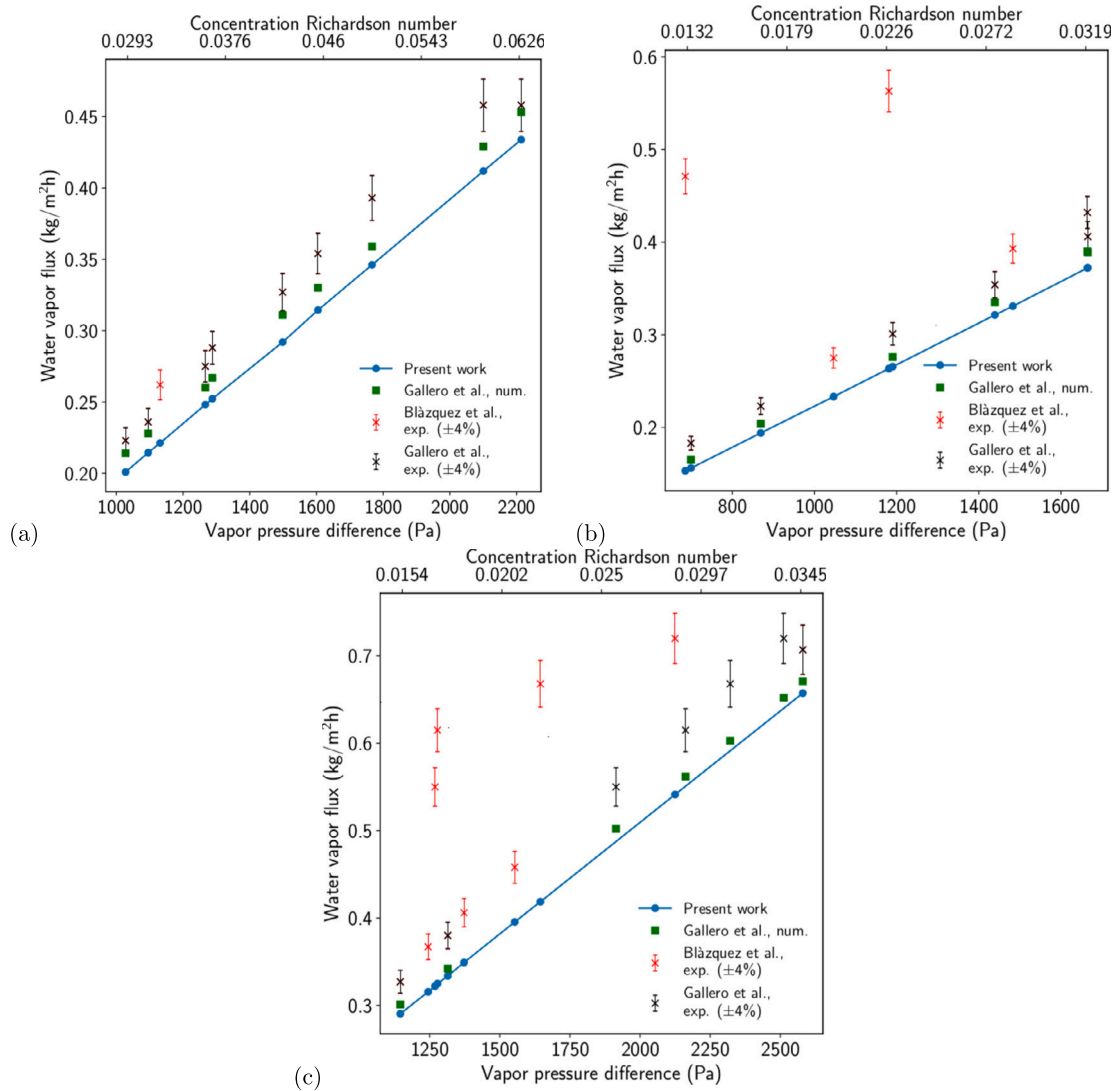 Concentration Richardson number
0.0293 0.0376 0.046 0.0543 0.0626
Water vapor flux (kg/m²h)
0.45
0.40
0.35
0.30
0.25
0.20
Present work
Gallero et al., num.
Blàzquez et al.,
exp. (±4%)
Gallero et al.,
exp. (±4%)
1000 1200 1400 1600 1800 2000 2200
Vapor pressure difference (Pa)
(a)
Concentration Richardson number
0.0132 0.0179 0.0226 0.0272 0.0319
Water vapor flux (kg/m²h)
0.6
0.5
0.4
0.3
0.2
Present work
Gallero et al., num.
Blàzquez et al.,
exp. (±4%)
Gallero et al.,
exp. (±4%)
800 1000 1200 1400 1600
Vapor pressure difference (Pa)
(b)
Concentration Richardson number
0.0154 0.0202 0.025 0.0297 0.0345
Water vapor flux (kg/m²h)
0.7
0.6
0.5
0.4
0.3
Present work
Gallero et al., num.
Blàzquez et al.,
exp. (±4%)
Gallero et al.,
exp. (±4%)
1250 1500 1750 2000 2250 2500
Vapor pressure difference (Pa)
(c)